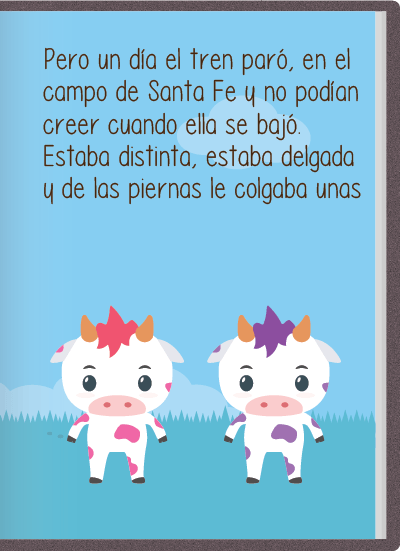 Pero un día el tren paró, en el
campo de Santa Fe y no podían
creer cuando ella se bajó.
Estaba distinta, estaba delgada
y de las piernas le colgaba unas